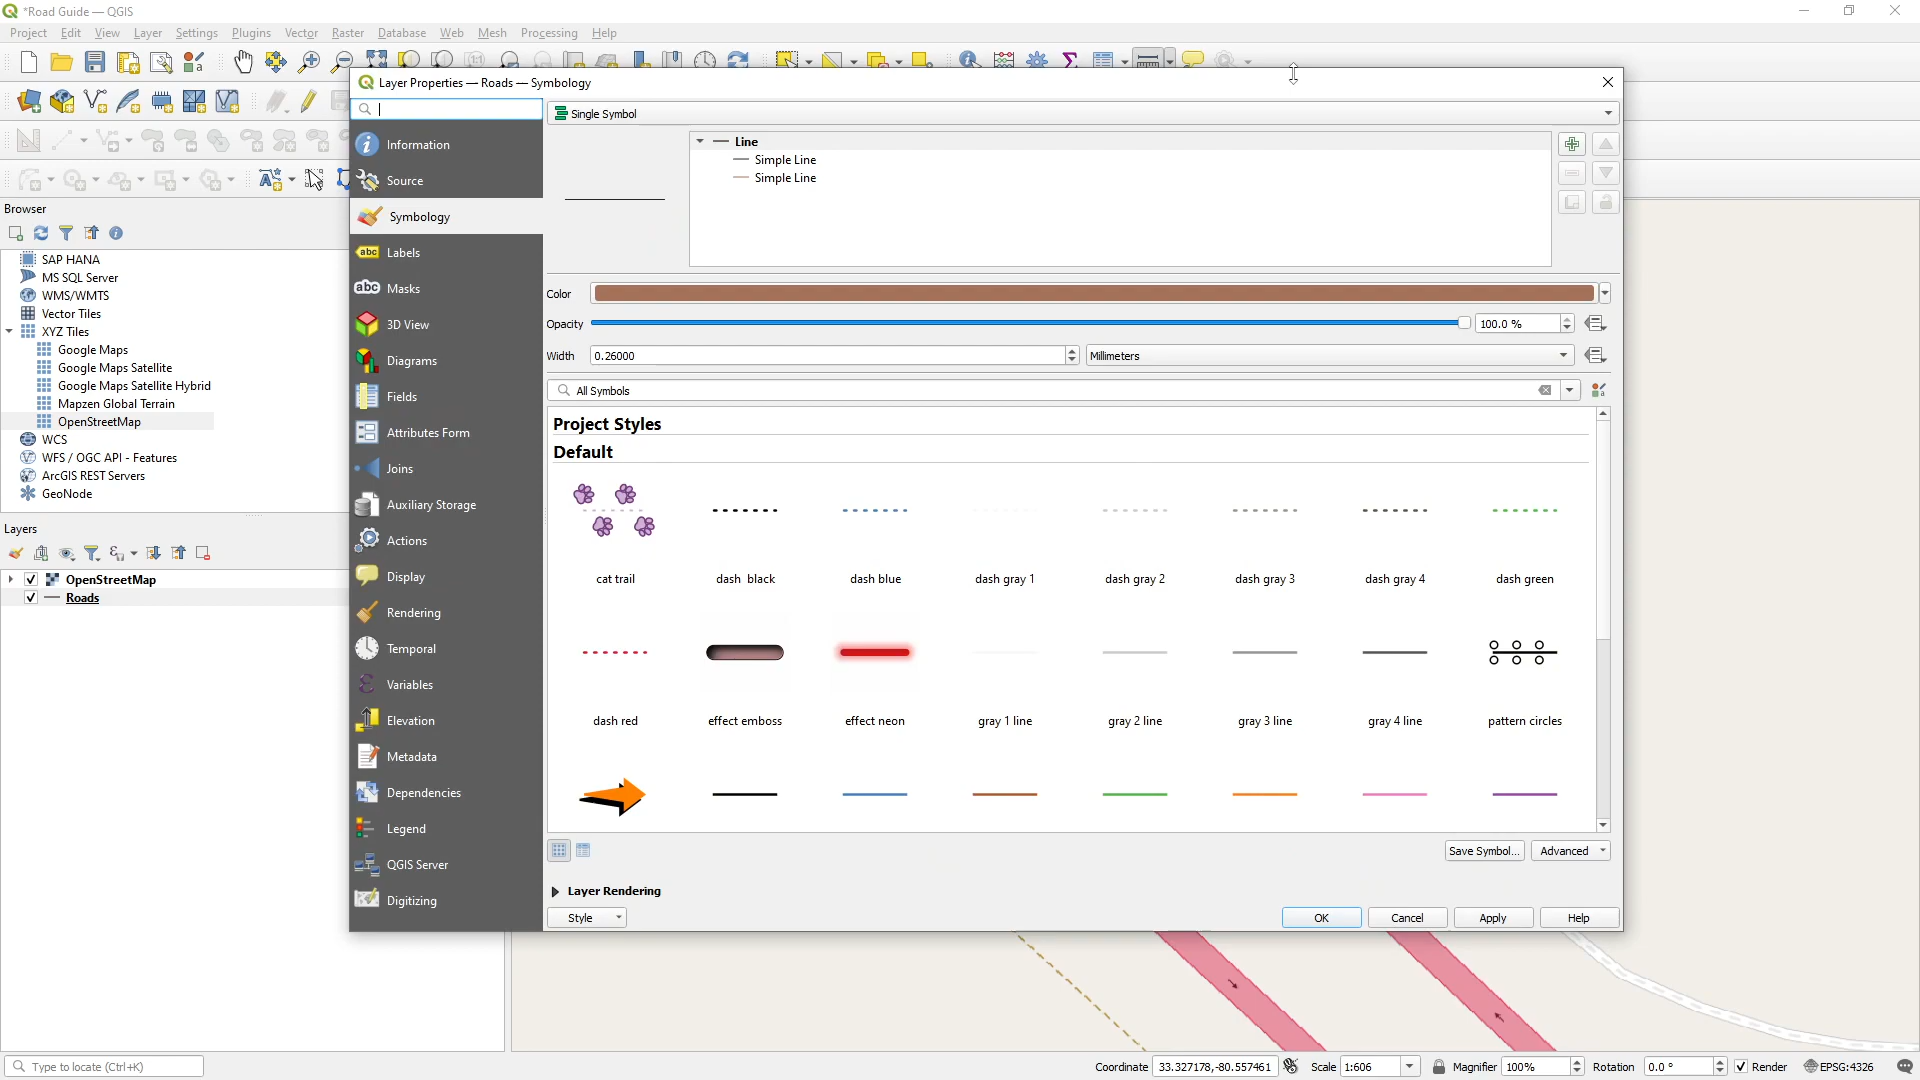 *Road Guide — QGIS
Project Edit View Layer Settings Plugins Vector Raster Database Web Mesh Processing Help
Layer Properties — Roads — Symbology
Information
Source
Symbology
Labels
Masks
3D View
Diagrams
Fields
Attributes Form
Joins
Auxiliary Storage
Actions
Display
Rendering
Temporal
Variables
Elevation
Metadata
Dependencies
Legend
QGIS Server
Digitizing
Single Symbol
Line
Simple Line
Simple Line
Color
Opacity 100.0 %
Width 0.26000 Millimeters
All Symbols
Project Styles
Default
cat trail dash black dash blue dash gray 1 dash gray 2 dash gray 3 dash gray 4 dash green
dash red effect emboss effect neon gray 1 line gray 2 line gray 3 line gray 4 line pattern circles
Save Symbol... Advanced
Layer Rendering
Style OK Cancel Apply Help
Browser
SAP HANA
MS SQL Server
WMS/WMTS
Vector Tiles
XYZ Tiles
Google Maps
Google Maps Satellite
Google Maps Satellite Hybrid
Mapzen Global Terrain
OpenStreetMap
WCS
WFS / OGC API - Features
ArcGIS REST Servers
GeoNode
Layers
OpenStreetMap
Roads
Type to locate (Ctrl+K) Coordinate 33.327178,-80.557461 Scale 1:606 Magnifier 100% Rotation 0.0 ° Render EPSG:4326